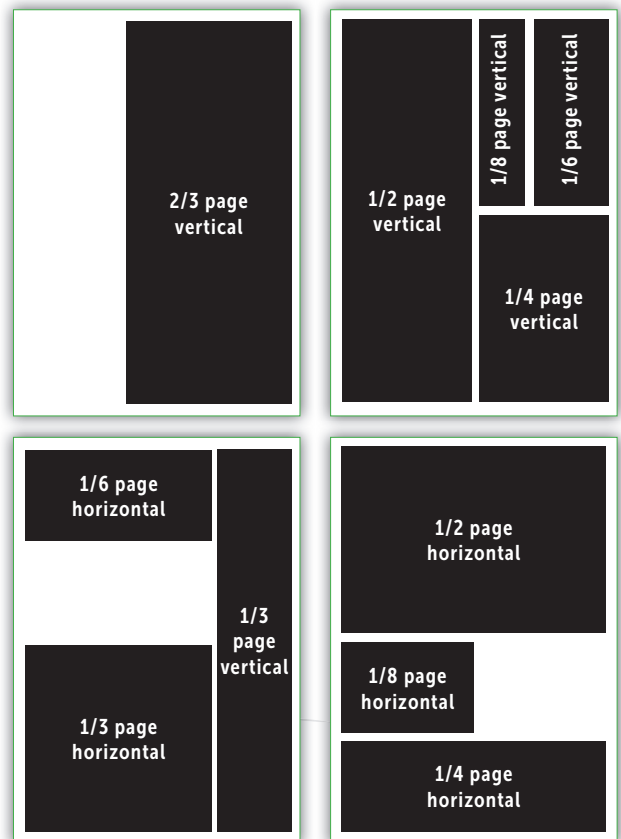 2/3 page
vertical
1/2 page
vertical
1/8 page vertical
1/6 page vertical
1/4 page
vertical
1/6 page
horizontal
1/3
page
vertical
1/3 page
horizontal
1/2 page
horizontal
1/8 page
horizontal
1/4 page
horizontal